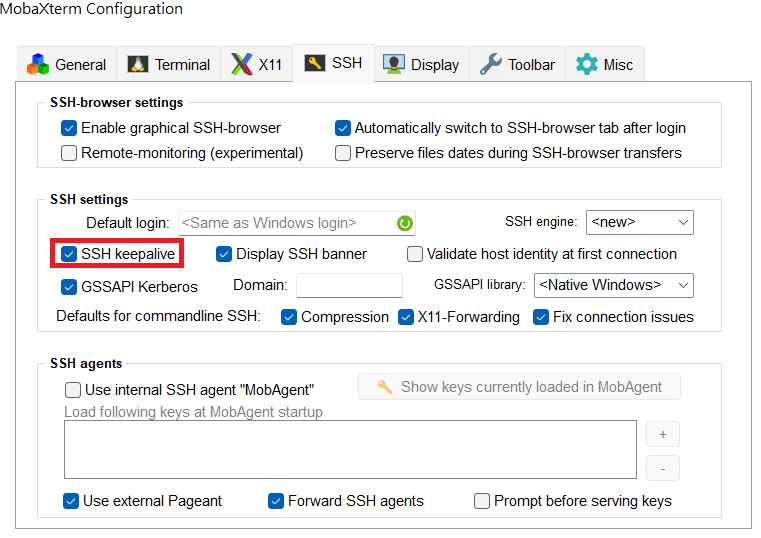 MobaXterm Configuration
General Terminal X11 SSH Display Toolbar Misc
SSH-browser settings
Enable graphical SSH-browser Automatically switch to SSH-browser tab after login
Remote-monitoring (experimental) Preserve files dates during SSH-browser transfers
SSH settings
Default login: <Same as Windows login> SSH engine: <new>
SSH keepalive Display SSH banner Validate host identity at first connection
GSSAPI Kerberos Domain: GSSAPI library: <Native Windows>
Defaults for commandline SSH: Compression X11-Forwarding Fix connection issues
SSH agents
Use internal SSH agent "MobAgent" Show keys currently loaded in MobAgent
Load following keys at MobAgent startup
+
-
Use external Pageant Forward SSH agents Prompt before serving keys